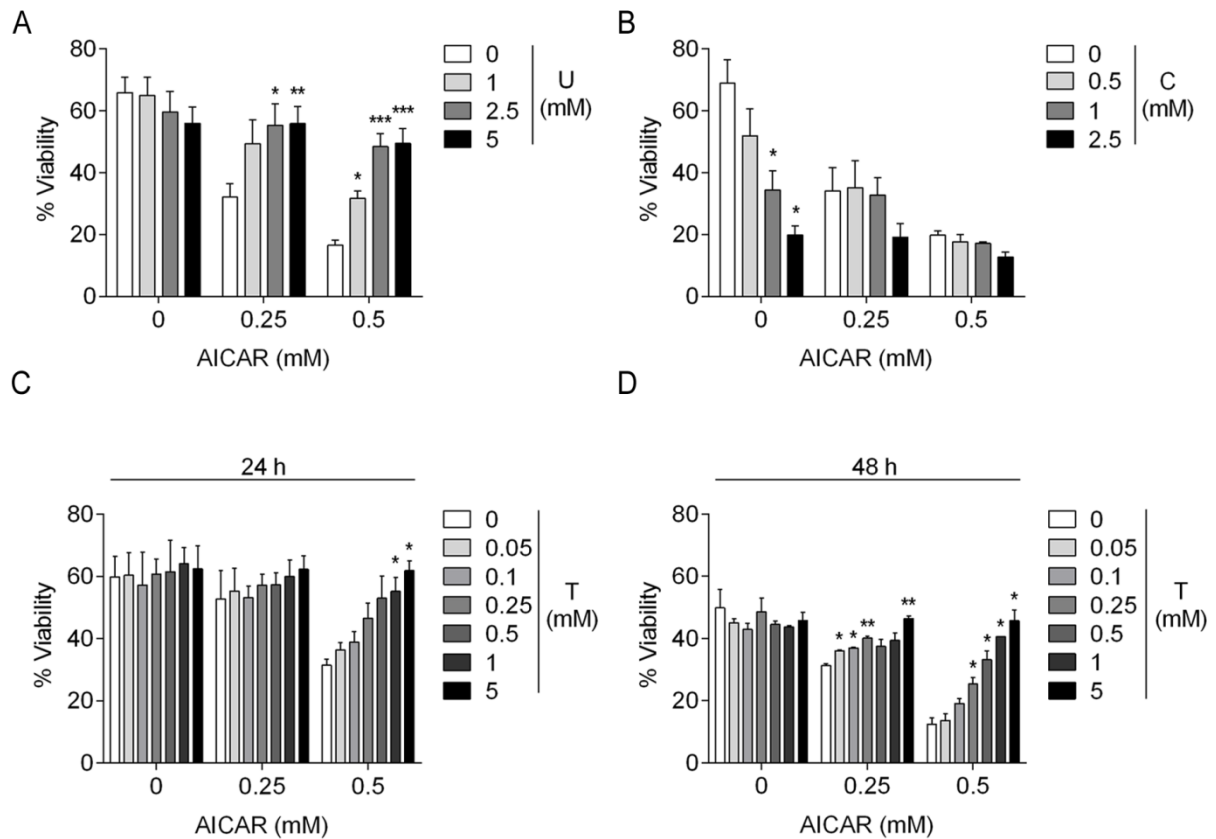 A
80
60
40
20
0
% Viability
* **
* *** ***
0 0.25 0.5
AICAR (mM)
0
1
2.5
5
U
(mM)
B
80
60
40
20
0
% Viability
*
*
0 0.25 0.5
AICAR (mM)
0
0.5
1
2.5
C
(mM)
C
24 h
80
60
40
20
0
% Viability
* *
0 0.25 0.5
AICAR (mM)
0
0.05
0.1
0.25
0.5
1
5
T
(mM)
D
48 h
80
60
40
20
0
% Viability
* * ** **
* * * *
0 0.25 0.5
AICAR (mM)
0
0.05
0.1
0.25
0.5
1
5
T
(mM)